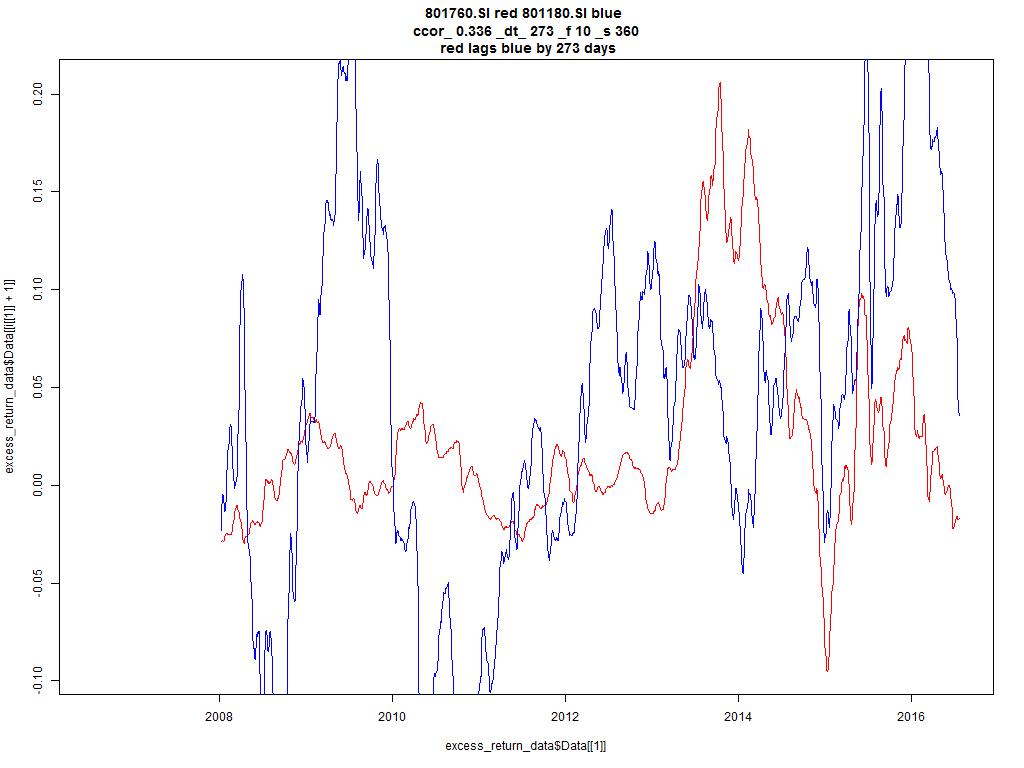 801760.SI red 801180.SI blue
ccor_ 0.336 _dt_ 273 _f 10 _s 360
red lags blue by 273 days
excess_return_data$Data[[i[[1]] + 1]]
0.20
0.15
0.10
0.05
0.00
-0.05
-0.10
2008 2010 2012 2014 2016
excess_return_data$Data[[1]]